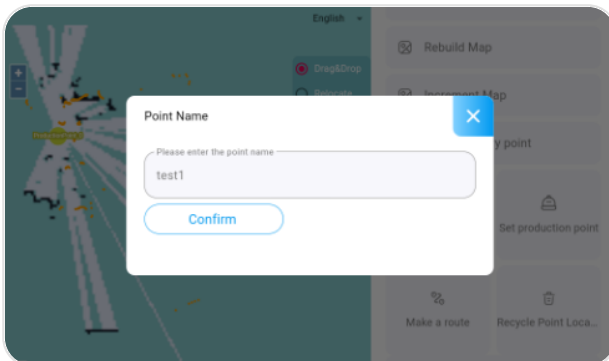 English
Drag&Drop
Relocate
Rebuild Map
Increment Map
y point
Point Name
Please enter the point name
test1
Confirm
Set production point
Make a route
Recycle Point Loca...